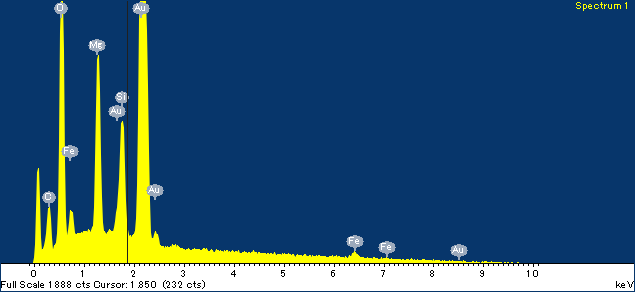 Spectrum 1
O
Au
Mg
Si
Au
Fe
Au
C
Fe
Fe
Au
0 1 2 3 4 5 6 7 8 9 10
Full Scale 1888 cts Cursor: 1.850 (232 cts) keV